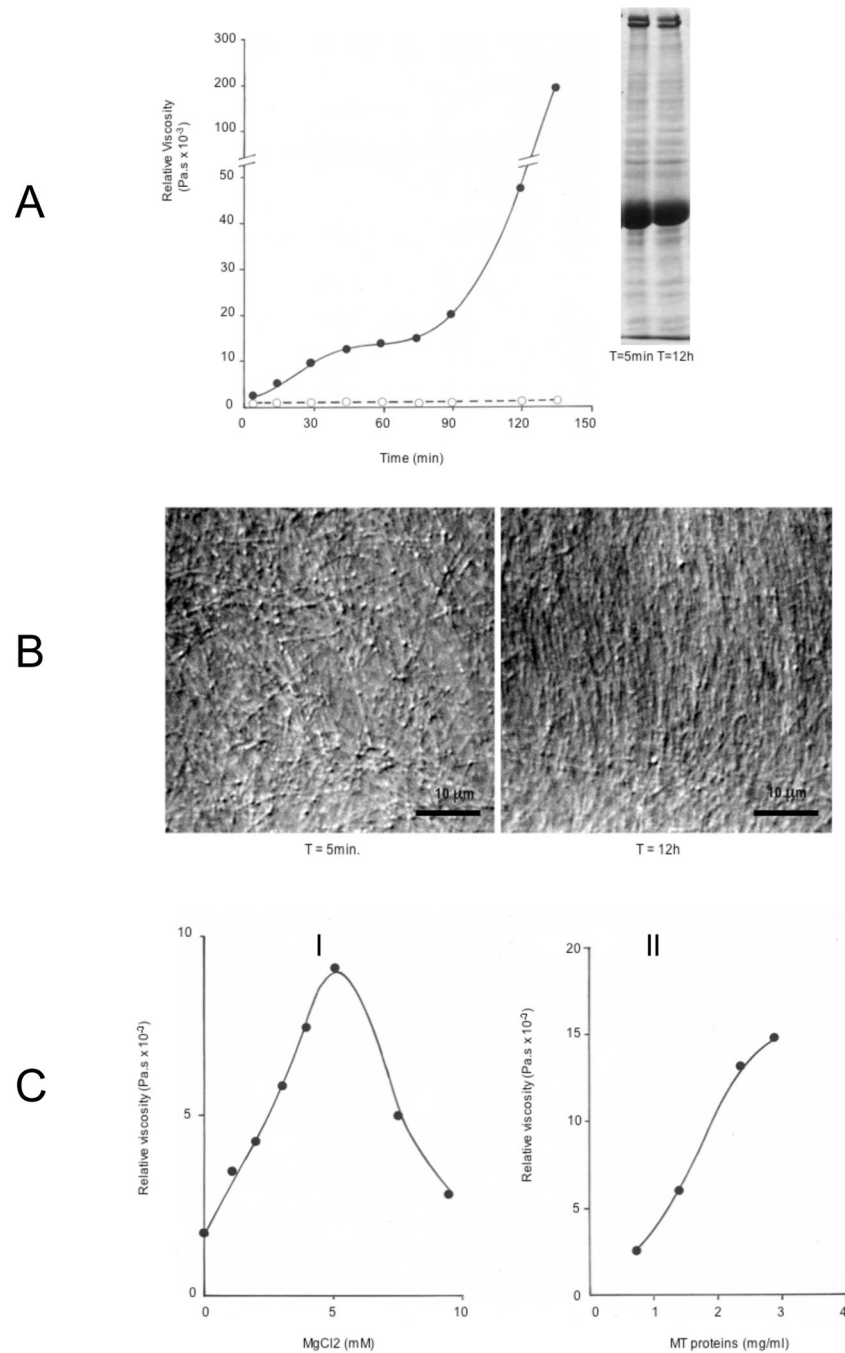 A
300
200
100
50
40
30
20
10
0
Relative Viscosity
(Pa.s x 10-3)
0 30 60 90 120 150
Time (min)
T=5min T=12h
B
10 µm
10 µm
T = 5min.
T = 12h
C
I
10
5
0
Relative viscosity (Pa.s x 10-3)
0 5 10
MgCl2 (mM)
II
20
15
10
5
0
Relative viscosity (Pa.s x 10-3)
0 1 2 3 4
MT proteins (mg/ml)